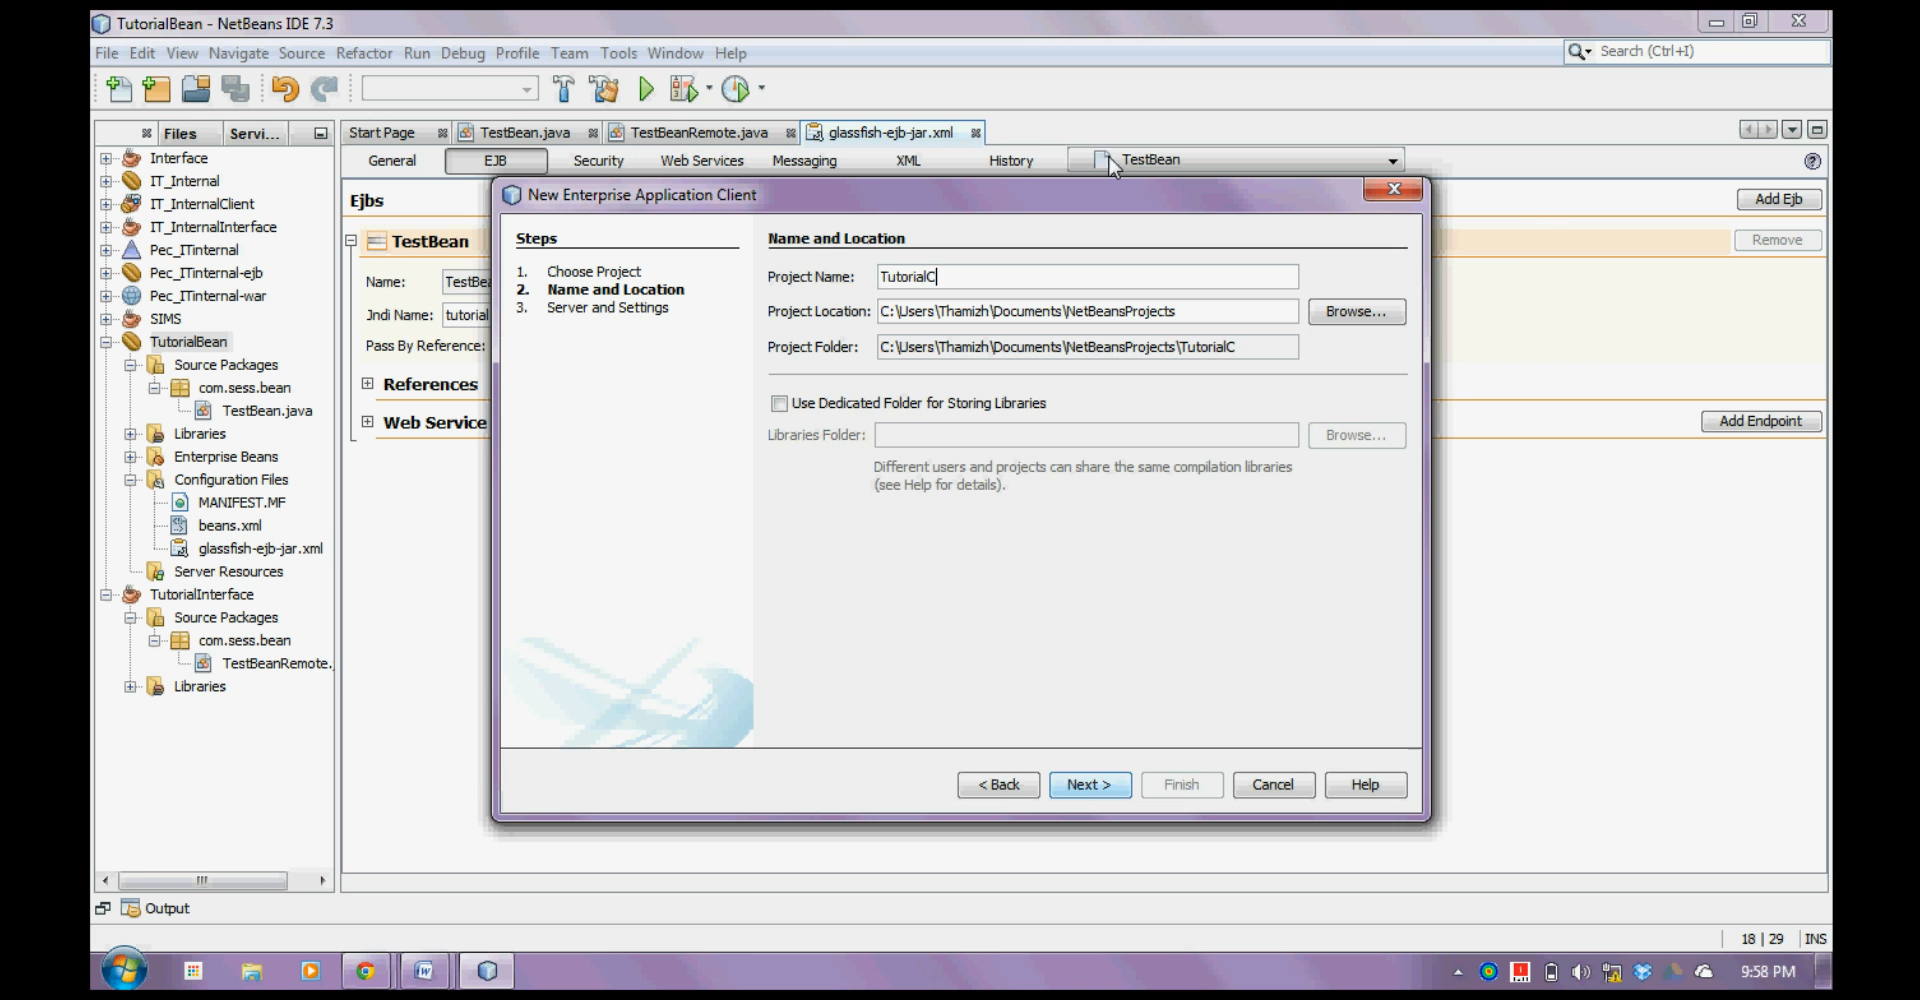 TutorialBean - NetBeans IDE 7.3
File Edit View Navigate Source Refactor Run Debug Profile Team Tools Window Help
Search (Ctrl+I)
Files Servi...
Start Page TestBean.java TestBeanRemote.java glassfish-ejb-jar.xml
General EJB Security Web Services Messaging XML History TestBean
Interface
IT_Internal
IT_InternalClient
IT_InternalInterface
Pec_ITinternal
Pec_ITinternal-ejb
Pec_ITinternal-war
SIMS
TutorialBean
Source Packages
com.sess.bean
TestBean.java
Libraries
Enterprise Beans
Configuration Files
MANIFEST.MF
beans.xml
glassfish-ejb-jar.xml
Server Resources
TutorialInterface
Source Packages
com.sess.bean
TestBeanRemote.
Libraries
Ejbs
Add Ejb
TestBean
Remove
Name: TestBea
Jndi Name: tutorial
Pass By Reference:
References
Web Service
Add Endpoint
New Enterprise Application Client
Steps
1. Choose Project
2. Name and Location
3. Server and Settings
Name and Location
Project Name: TutorialC
Project Location: C:\Users\Thamizh\Documents\NetBeansProjects Browse...
Project Folder: C:\Users\Thamizh\Documents\NetBeansProjects\TutorialC
Use Dedicated Folder for Storing Libraries
Libraries Folder: Browse...
Different users and projects can share the same compilation libraries
(see Help for details).
< Back Next > Finish Cancel Help
Output
18 | 29 INS
9:58 PM